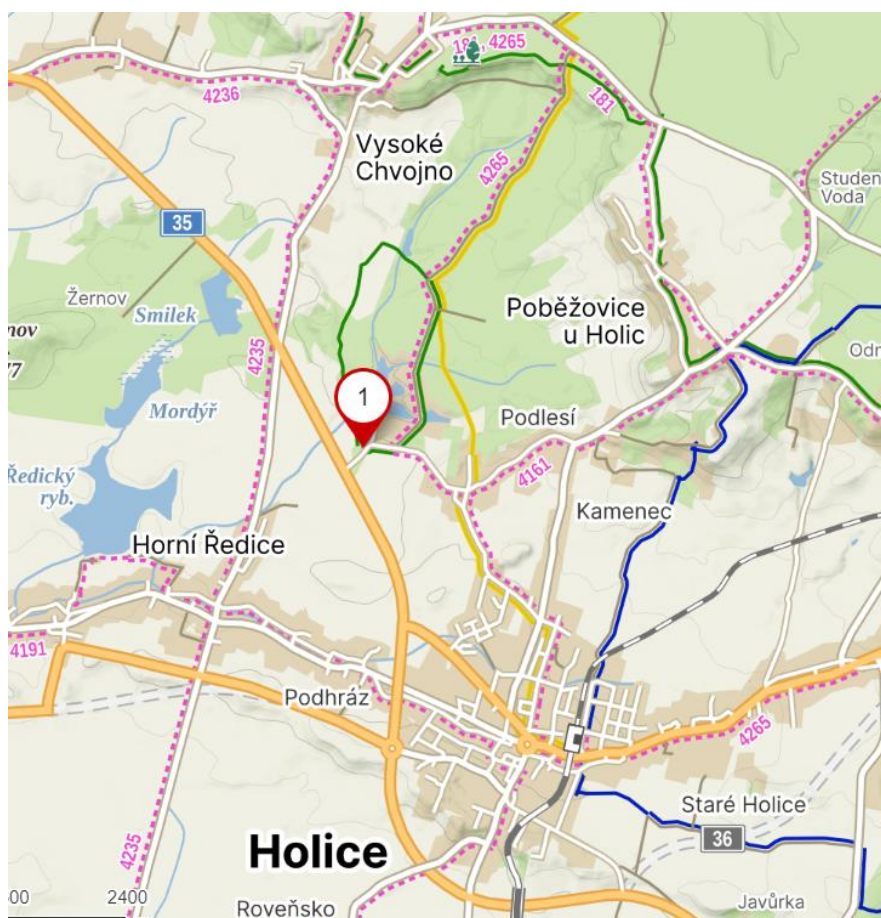 181, 4265
4236
181
Vysoké
Chvojno
4265
Studen
Voda
35
Žernov
Smilek
Poběžovice
u Holic
nov
77
4235
Odr
Mordýř
1
Podlesí
Ředický
ryb.
4161
Kamenec
Horní Ředice
4191
Podhráz
4265
Staré Holice
36
Holice
4235
2400
Roveňsko
Javůrka